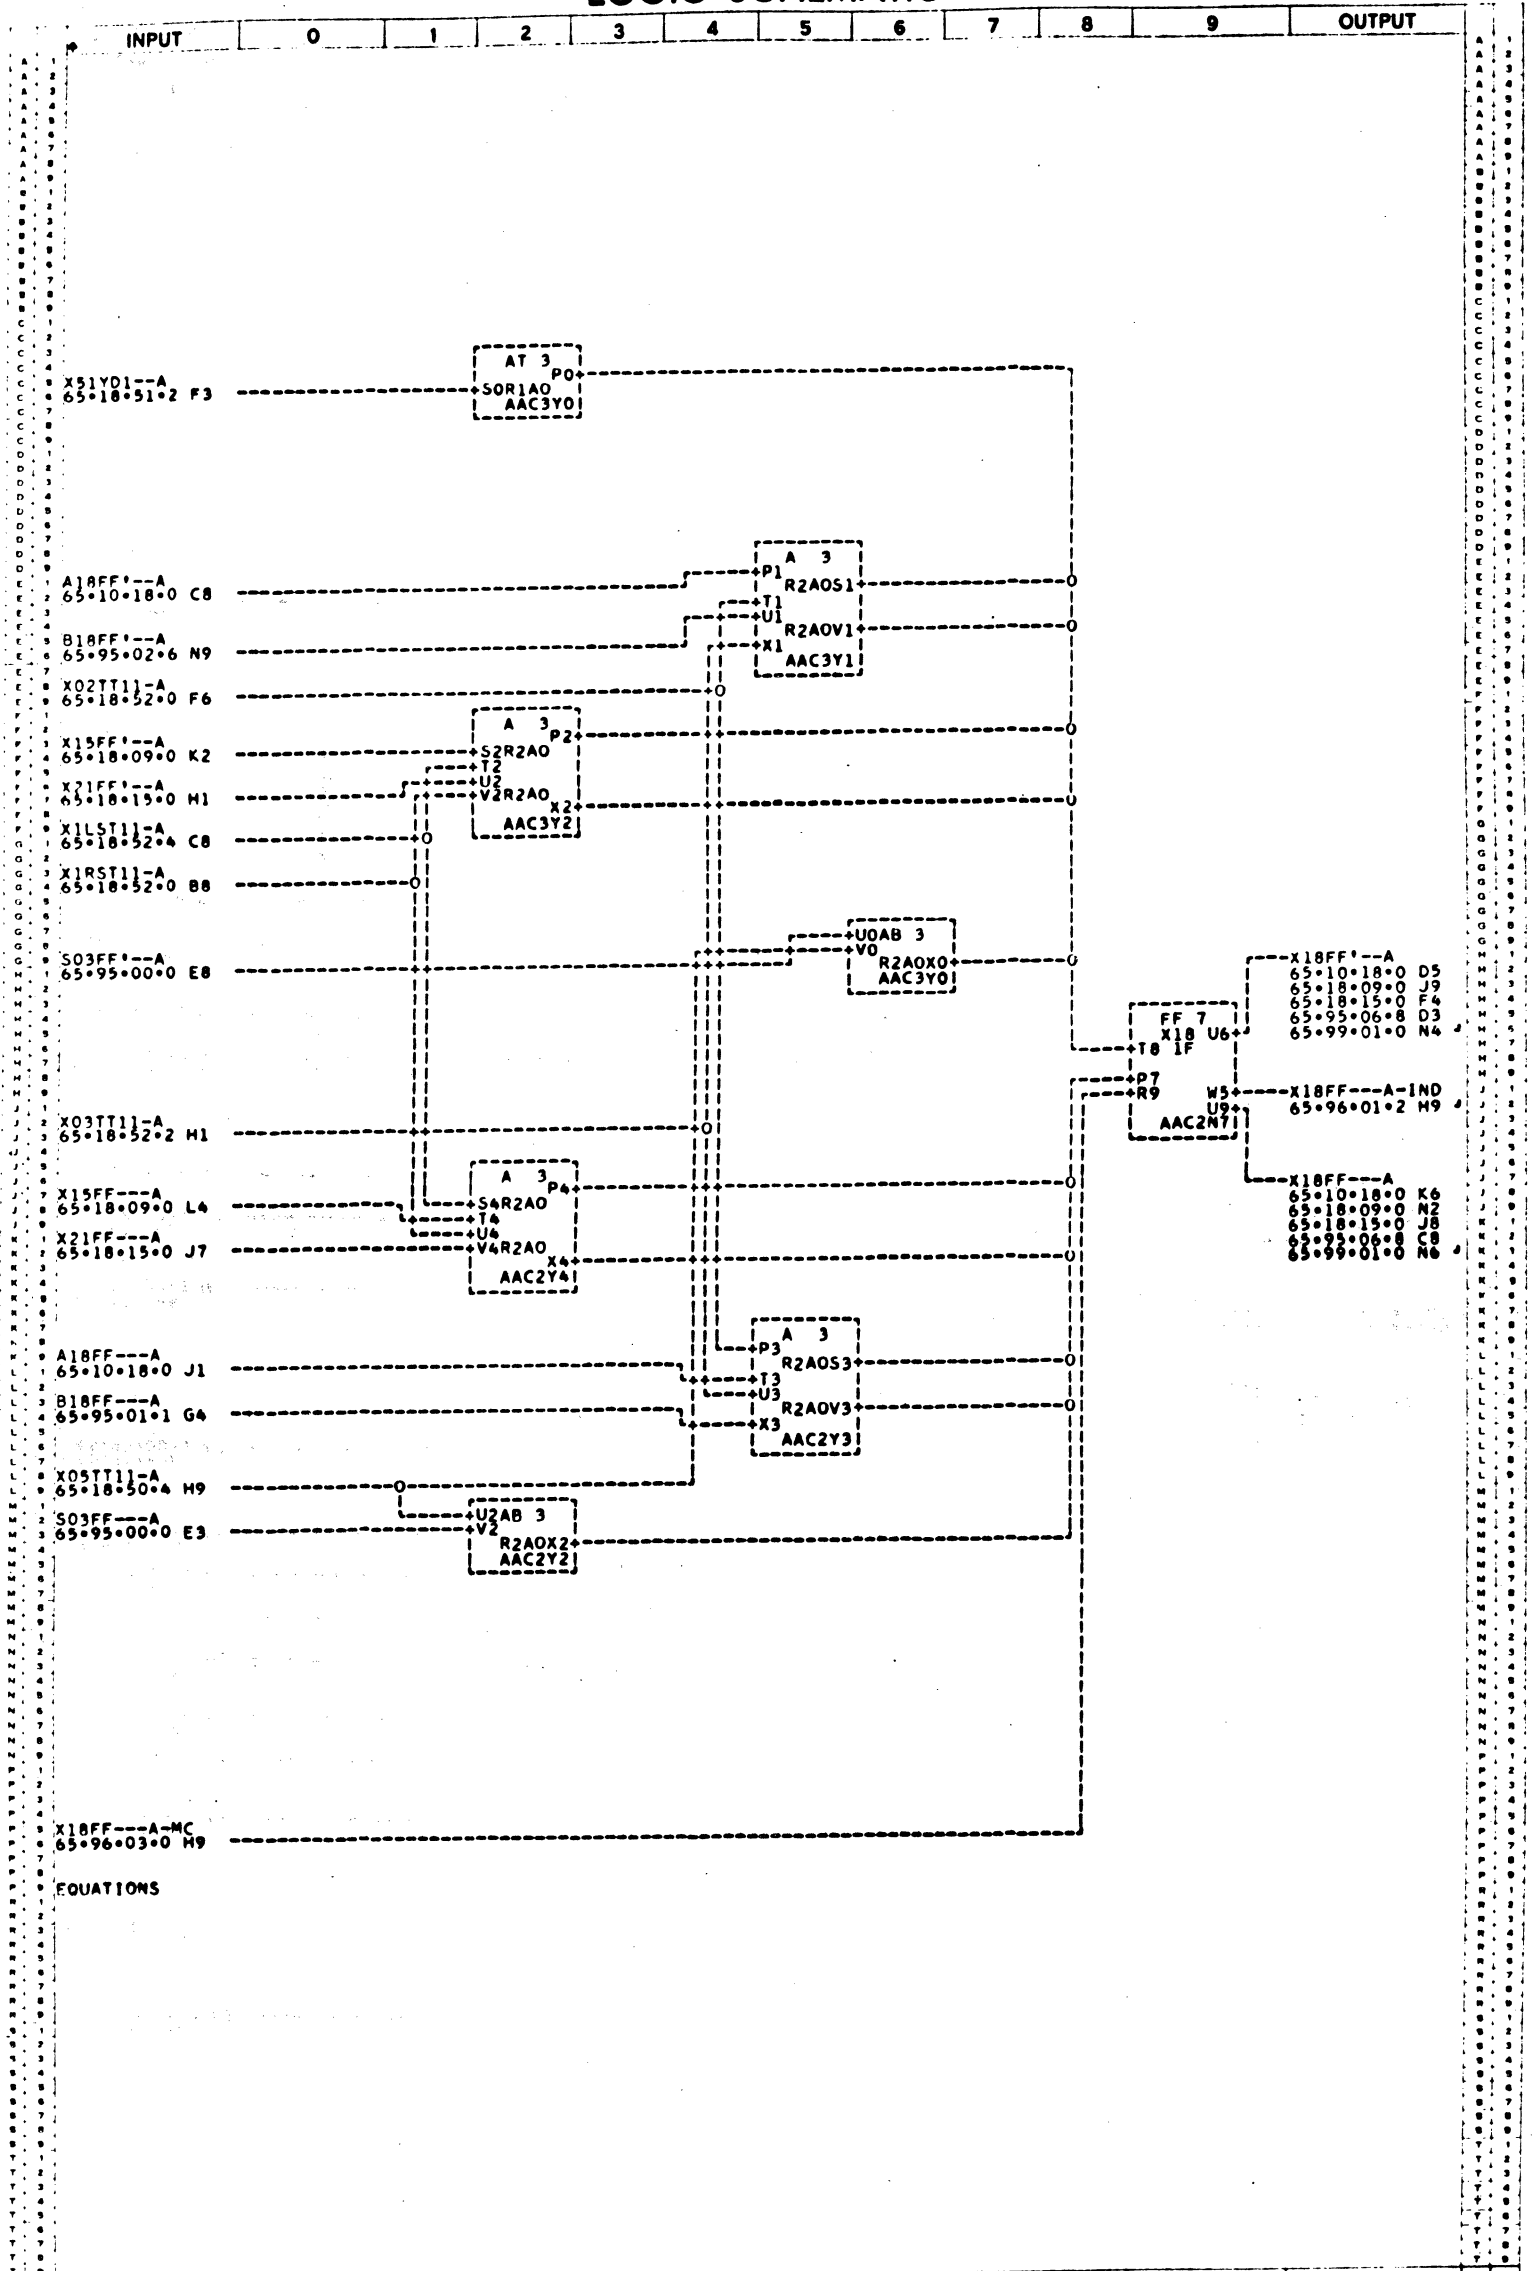 INPUT 0 1 2 3 4 5 6 7 8 9 OUTPUT
X51YD1--A
65•18•51•2 F3
AT 3
P0
S0R1A0
AAC3Y0
A18FF'--A
65•10•18•0 C8
B18FF'--A
65•95•02•6 N9
X02TT11-A
65•18•52•0 F6
A 3
P1
R2A0S1
T1
U1
R2A0V1
X1
AAC3Y1
X15FF'--A
65•18•09•0 K2
X21FF'--A
65•18•15•0 H1
X1LST11-A
65•18•52•4 C8
X1RST11-A
65•18•52•0 B8
A 3
P2
S2R2A0
T2
U2
V2R2A0
X2
AAC3Y2
S03FF'--A
65•95•00•0 E8
U0AB 3
V0
R2A0X0
AAC3Y0
FF 7
X18 U6
T8 1F
P7
R9 W5
U9
AAC2N7
X18FF'--A
65•10•18•0 D5
65•18•09•0 J9
65•18•15•0 F4
65•95•06•8 D3
65•99•01•0 N4
X18FF---A-IND
65•96•01•2 H9
X18FF---A
65•10•18•0 K6
65•18•09•0 N2
65•18•15•0 J8
65•95•06•8 C8
65•99•01•0 N6
X03TT11-A
65•18•52•2 H1
X15FF---A
65•18•09•0 L4
X21FF---A
65•18•15•0 J7
A 3
P4
S4R2A0
T4
U4
V4R2A0
X4
AAC2Y4
A18FF---A
65•10•18•0 J1
B18FF---A
65•95•01•1 G4
A 3
P3
R2A0S3
T3
U3
R2A0V3
X3
AAC2Y3
X05TT11-A
65•18•50•4 H9
S03FF---A
65•95•00•0 E3
U2AB 3
V2
R2A0X2
AAC2Y2
X18FF---A-MC
65•96•03•0 H9
EQUATIONS